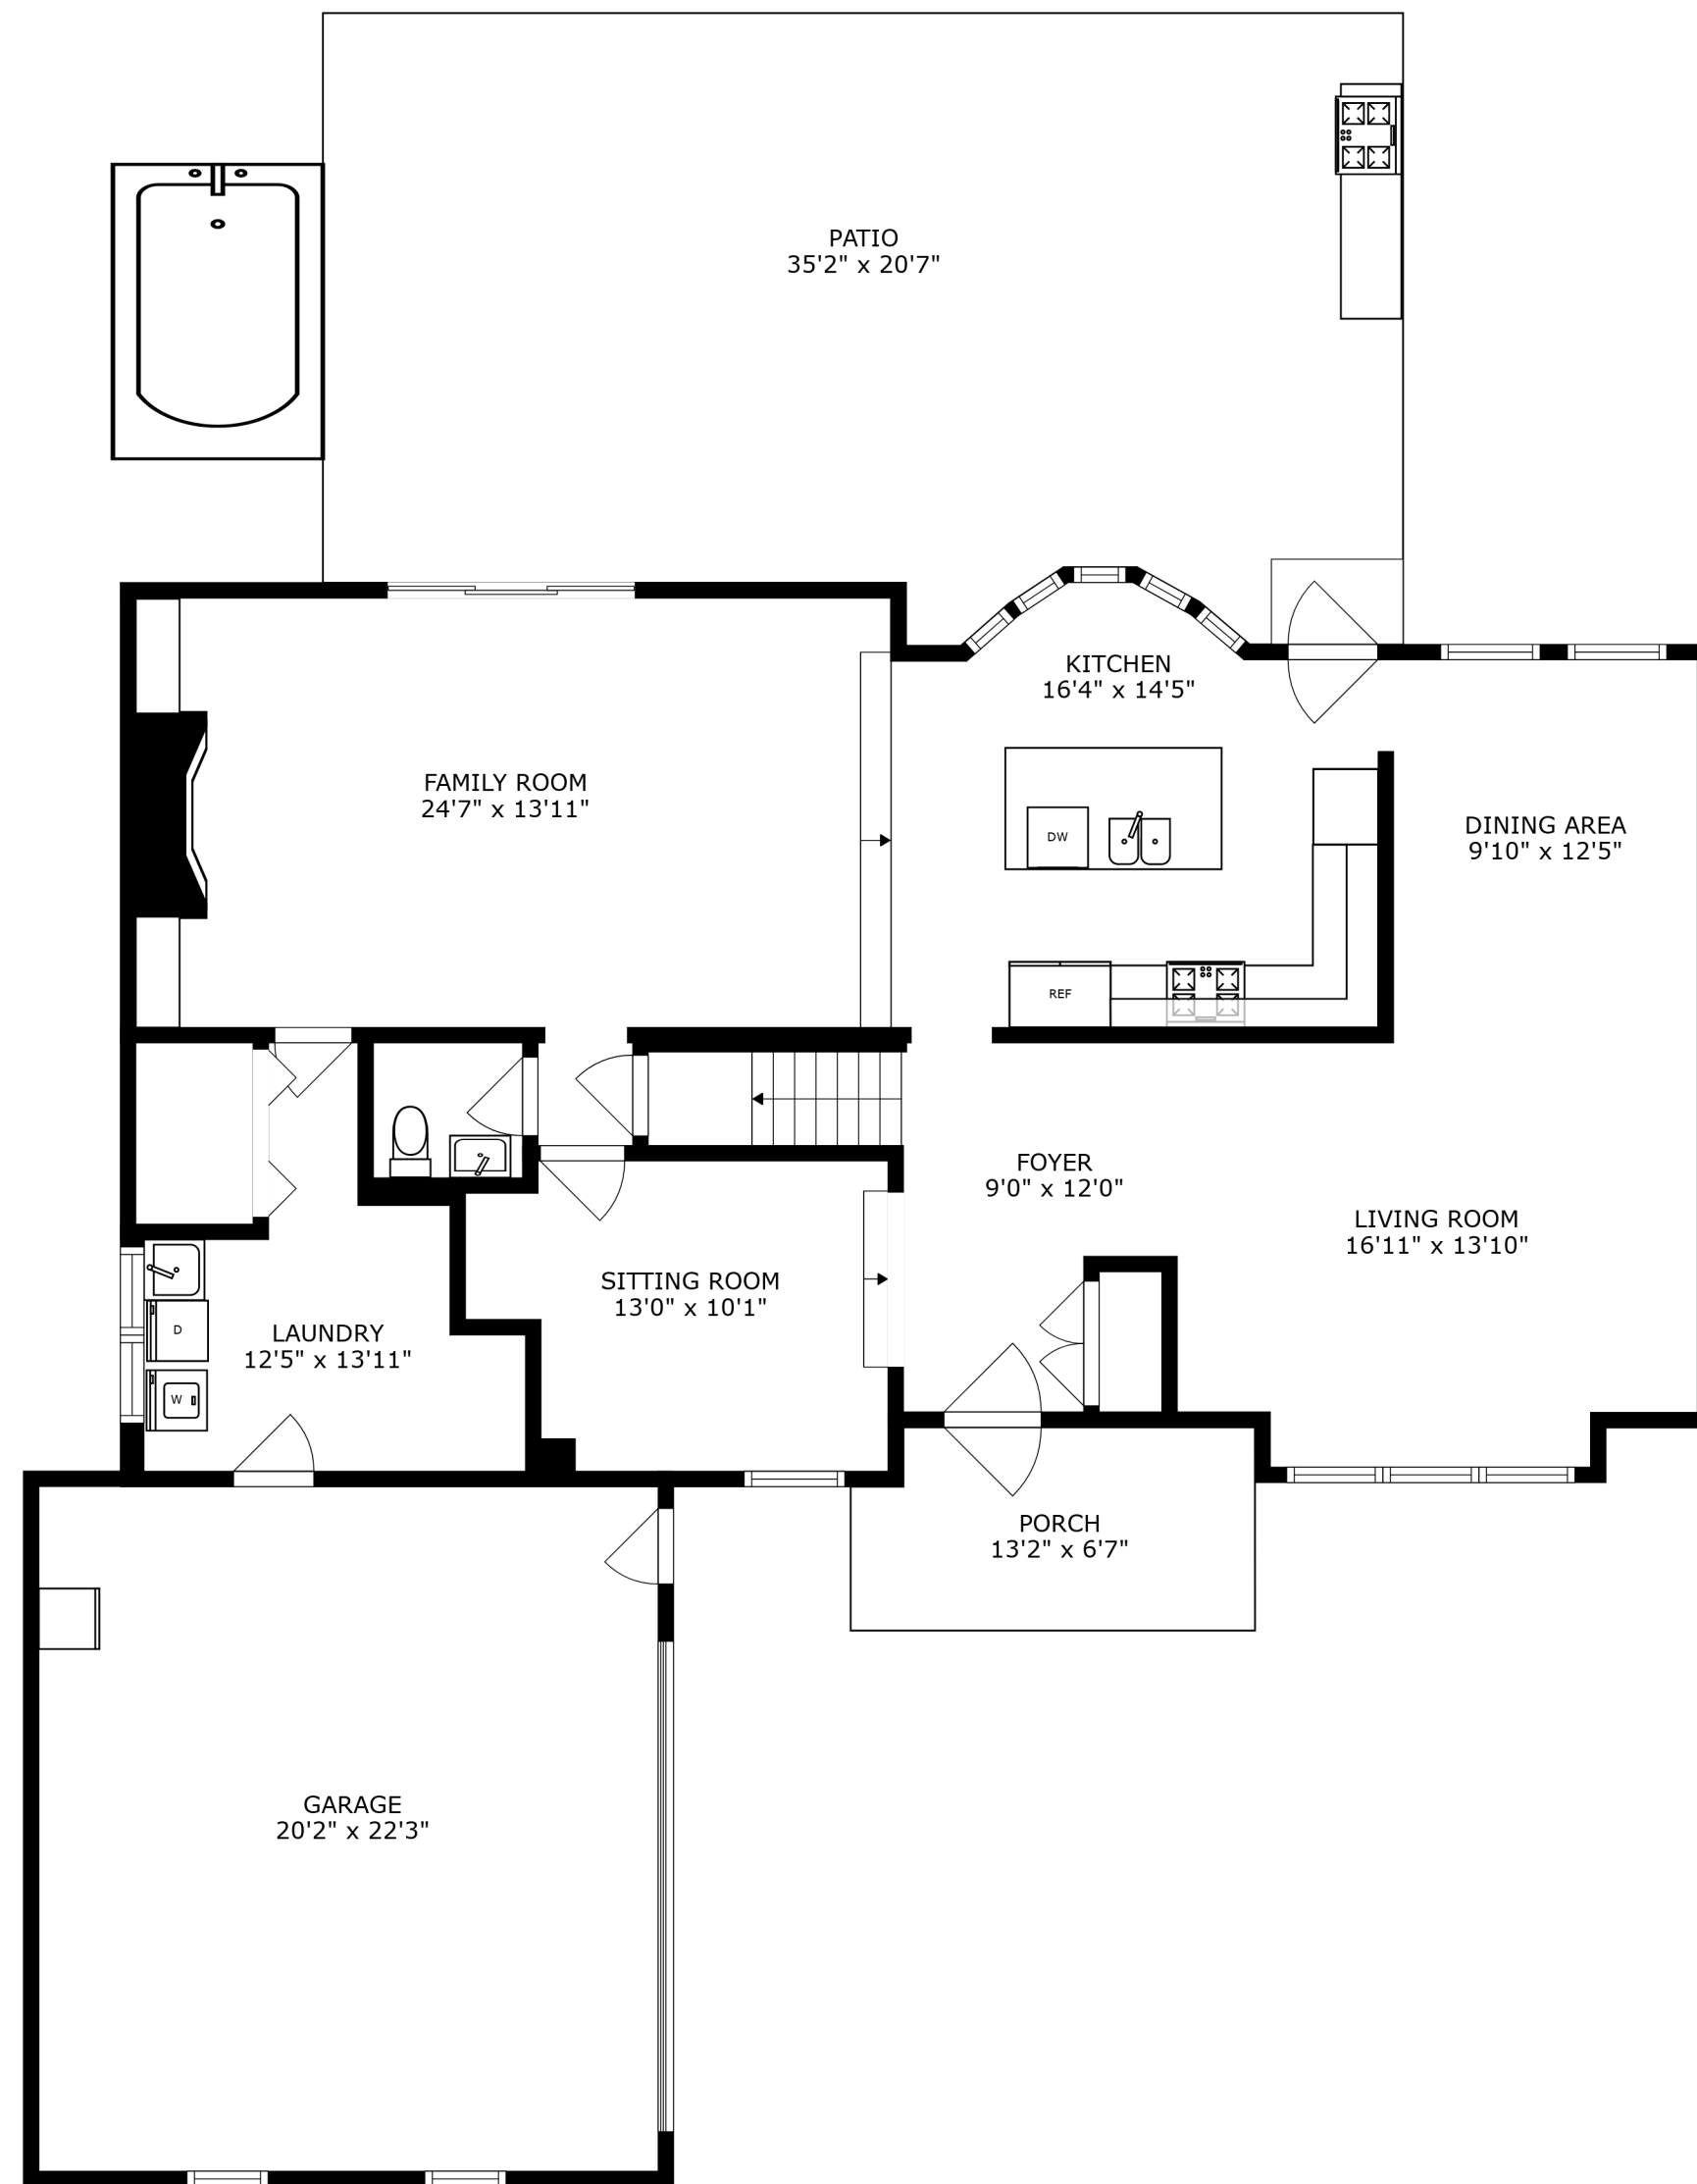 PATIO
35'2" x 20'7"
KITCHEN
16'4" x 14'5"
FAMILY ROOM
24'7" x 13'11"
DW
DINING AREA
9'10" x 12'5"
REF
FOYER
9'0" x 12'0"
LIVING ROOM
16'11" x 13'10"
SITTING ROOM
13'0" x 10'1"
D
LAUNDRY
12'5" x 13'11"
W
PORCH
13'2" x 6'7"
GARAGE
20'2" x 22'3"